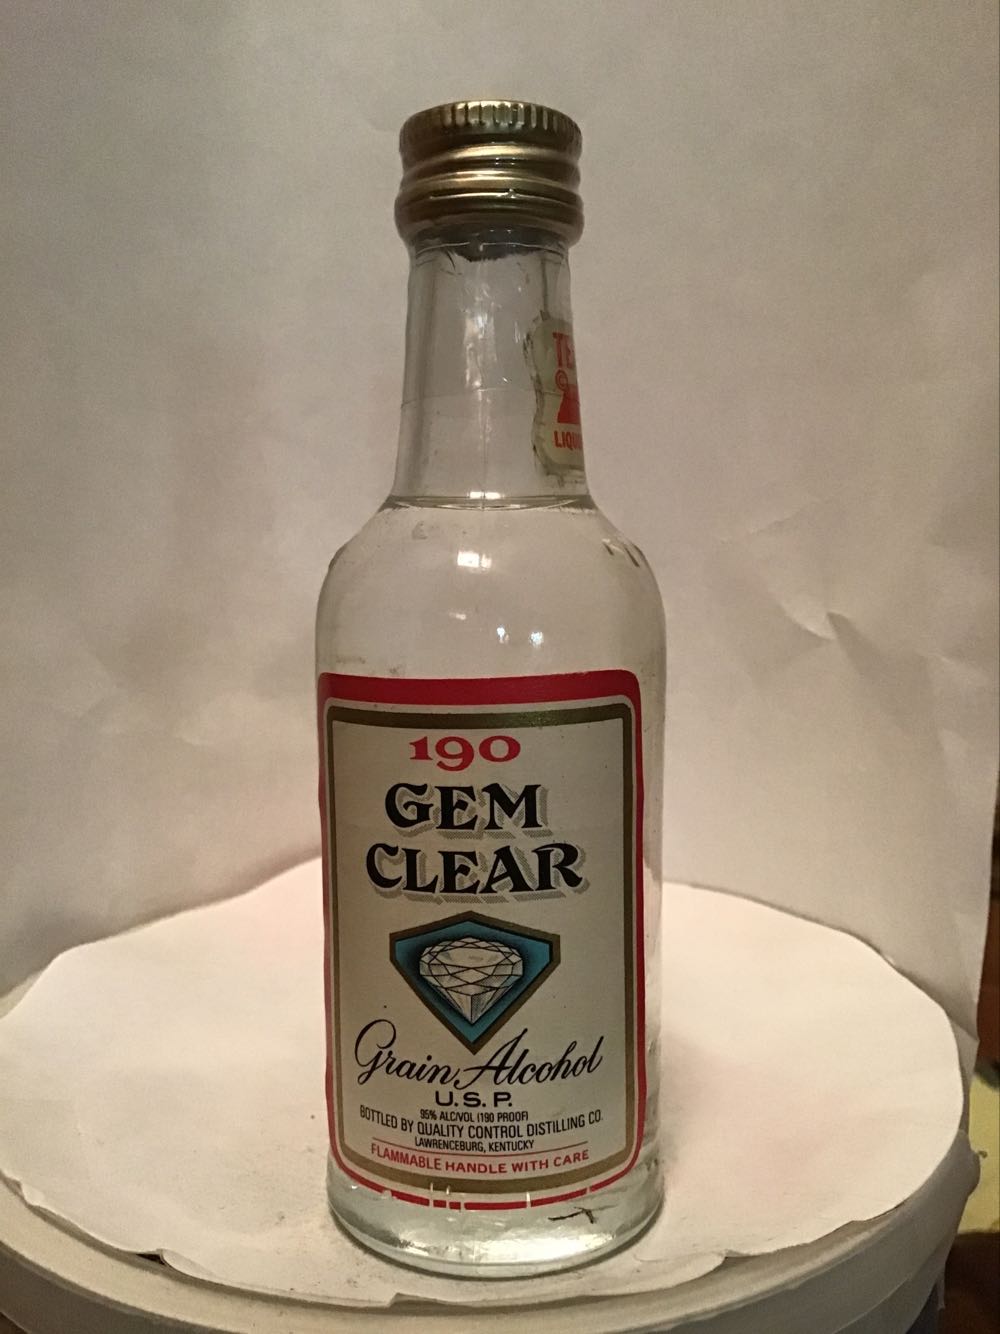 ©
190
GEM
CLEAR
Grain Alcohol
U.S.P.
95% ALC/VOL (190 PROOF)
BOTTLED BY QUALITY CONTROL DISTILLING CO.
LAWRENCEBURG, KENTUCKY
FLAMMABLE HANDLE WITH CARE